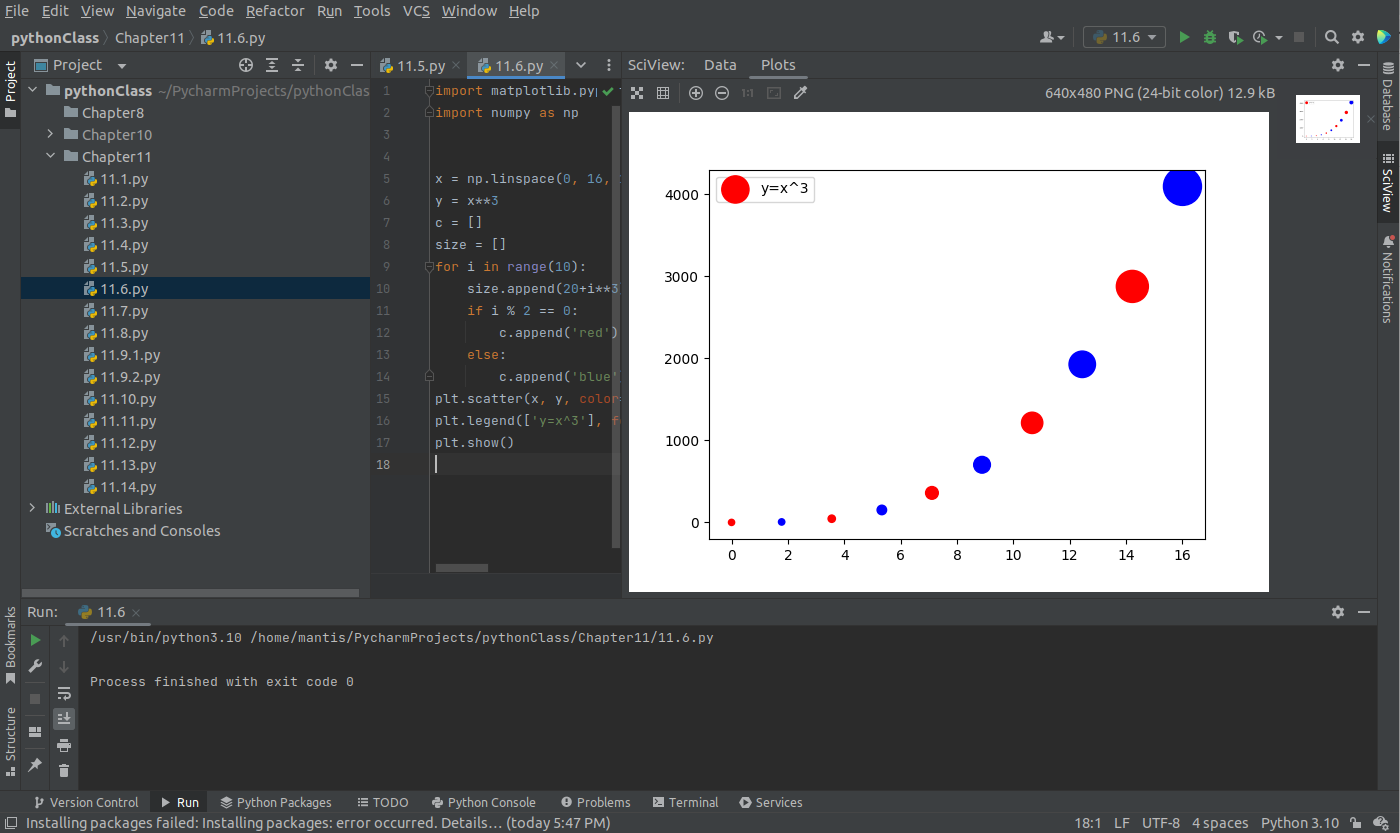 File Edit View Navigate Code Refactor Run Tools VCS Window Help
pythonClass Chapter11 11.6.py 11.6
Project 11.5.py 11.6.py SciView: Data Plots
Project
pythonClass ~/PycharmProjects/pythonClas
Chapter8
Chapter10
Chapter11
11.1.py
11.2.py
11.3.py
11.4.py
11.5.py
11.6.py
11.7.py
11.8.py
11.9.1.py
11.9.2.py
11.10.py
11.11.py
11.12.py
11.13.py
11.14.py
External Libraries
Scratches and Consoles
1 import matplotlib.pyp
2 import numpy as np
3
4
5 x = np.linspace(0, 16,
6 y = x**3
7 c = []
8 size = []
9 for i in range(10):
10 size.append(20+i**3
11 if i % 2 == 0:
12 c.append('red')
13 else:
14 c.append('blue'
15 plt.scatter(x, y, color=
16 plt.legend(['y=x^3'], f
17 plt.show()
18
1:1 640x480 PNG (24-bit color) 12.9 kB
y=x^3
4000
3000
2000
1000
0
0 2 4 6 8 10 12 14 16
Database
SciView
Notifications
Run: 11.6
/usr/bin/python3.10 /home/mantis/PycharmProjects/pythonClass/Chapter11/11.6.py
Process finished with exit code 0
Bookmarks
Structure
Version Control Run Python Packages TODO Python Console Problems Terminal Services
Installing packages failed: Installing packages: error occurred. Details... (today 5:47 PM) 18:1 LF UTF-8 4 spaces Python 3.10